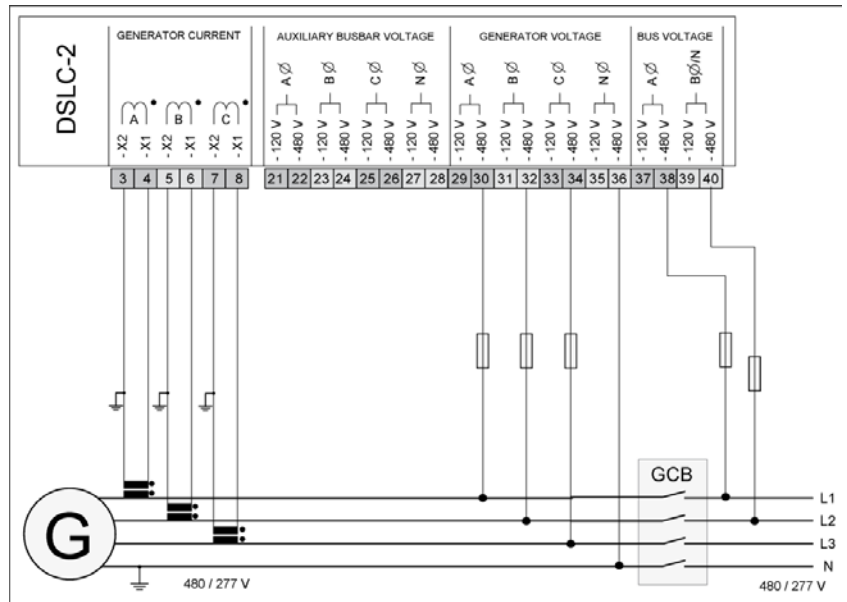 DSLC-2
GENERATOR CURRENT
AUXILIARY BUSBAR VOLTAGE
GENERATOR VOLTAGE
BUS VOLTAGE
A B C
AØ BØ CØ NØ AØ BØ CØ NØ AØ BØ/N
- X2 - X1 - X2 - X1 - X2 - X1
- 120 V - 480 V - 120 V - 480 V - 120 V - 480 V - 120 V - 480 V
- 120 V - 480 V - 120 V - 480 V - 120 V - 480 V - 120 V - 480 V
- 120 V - 480 V - 120 V - 480 V
3 4 5 6 7 8 21 22 23 24 25 26 27 28 29 30 31 32 33 34 35 36 37 38 39 40
GCB
G
L1
L2
L3
N
480 / 277 V
480 / 277 V